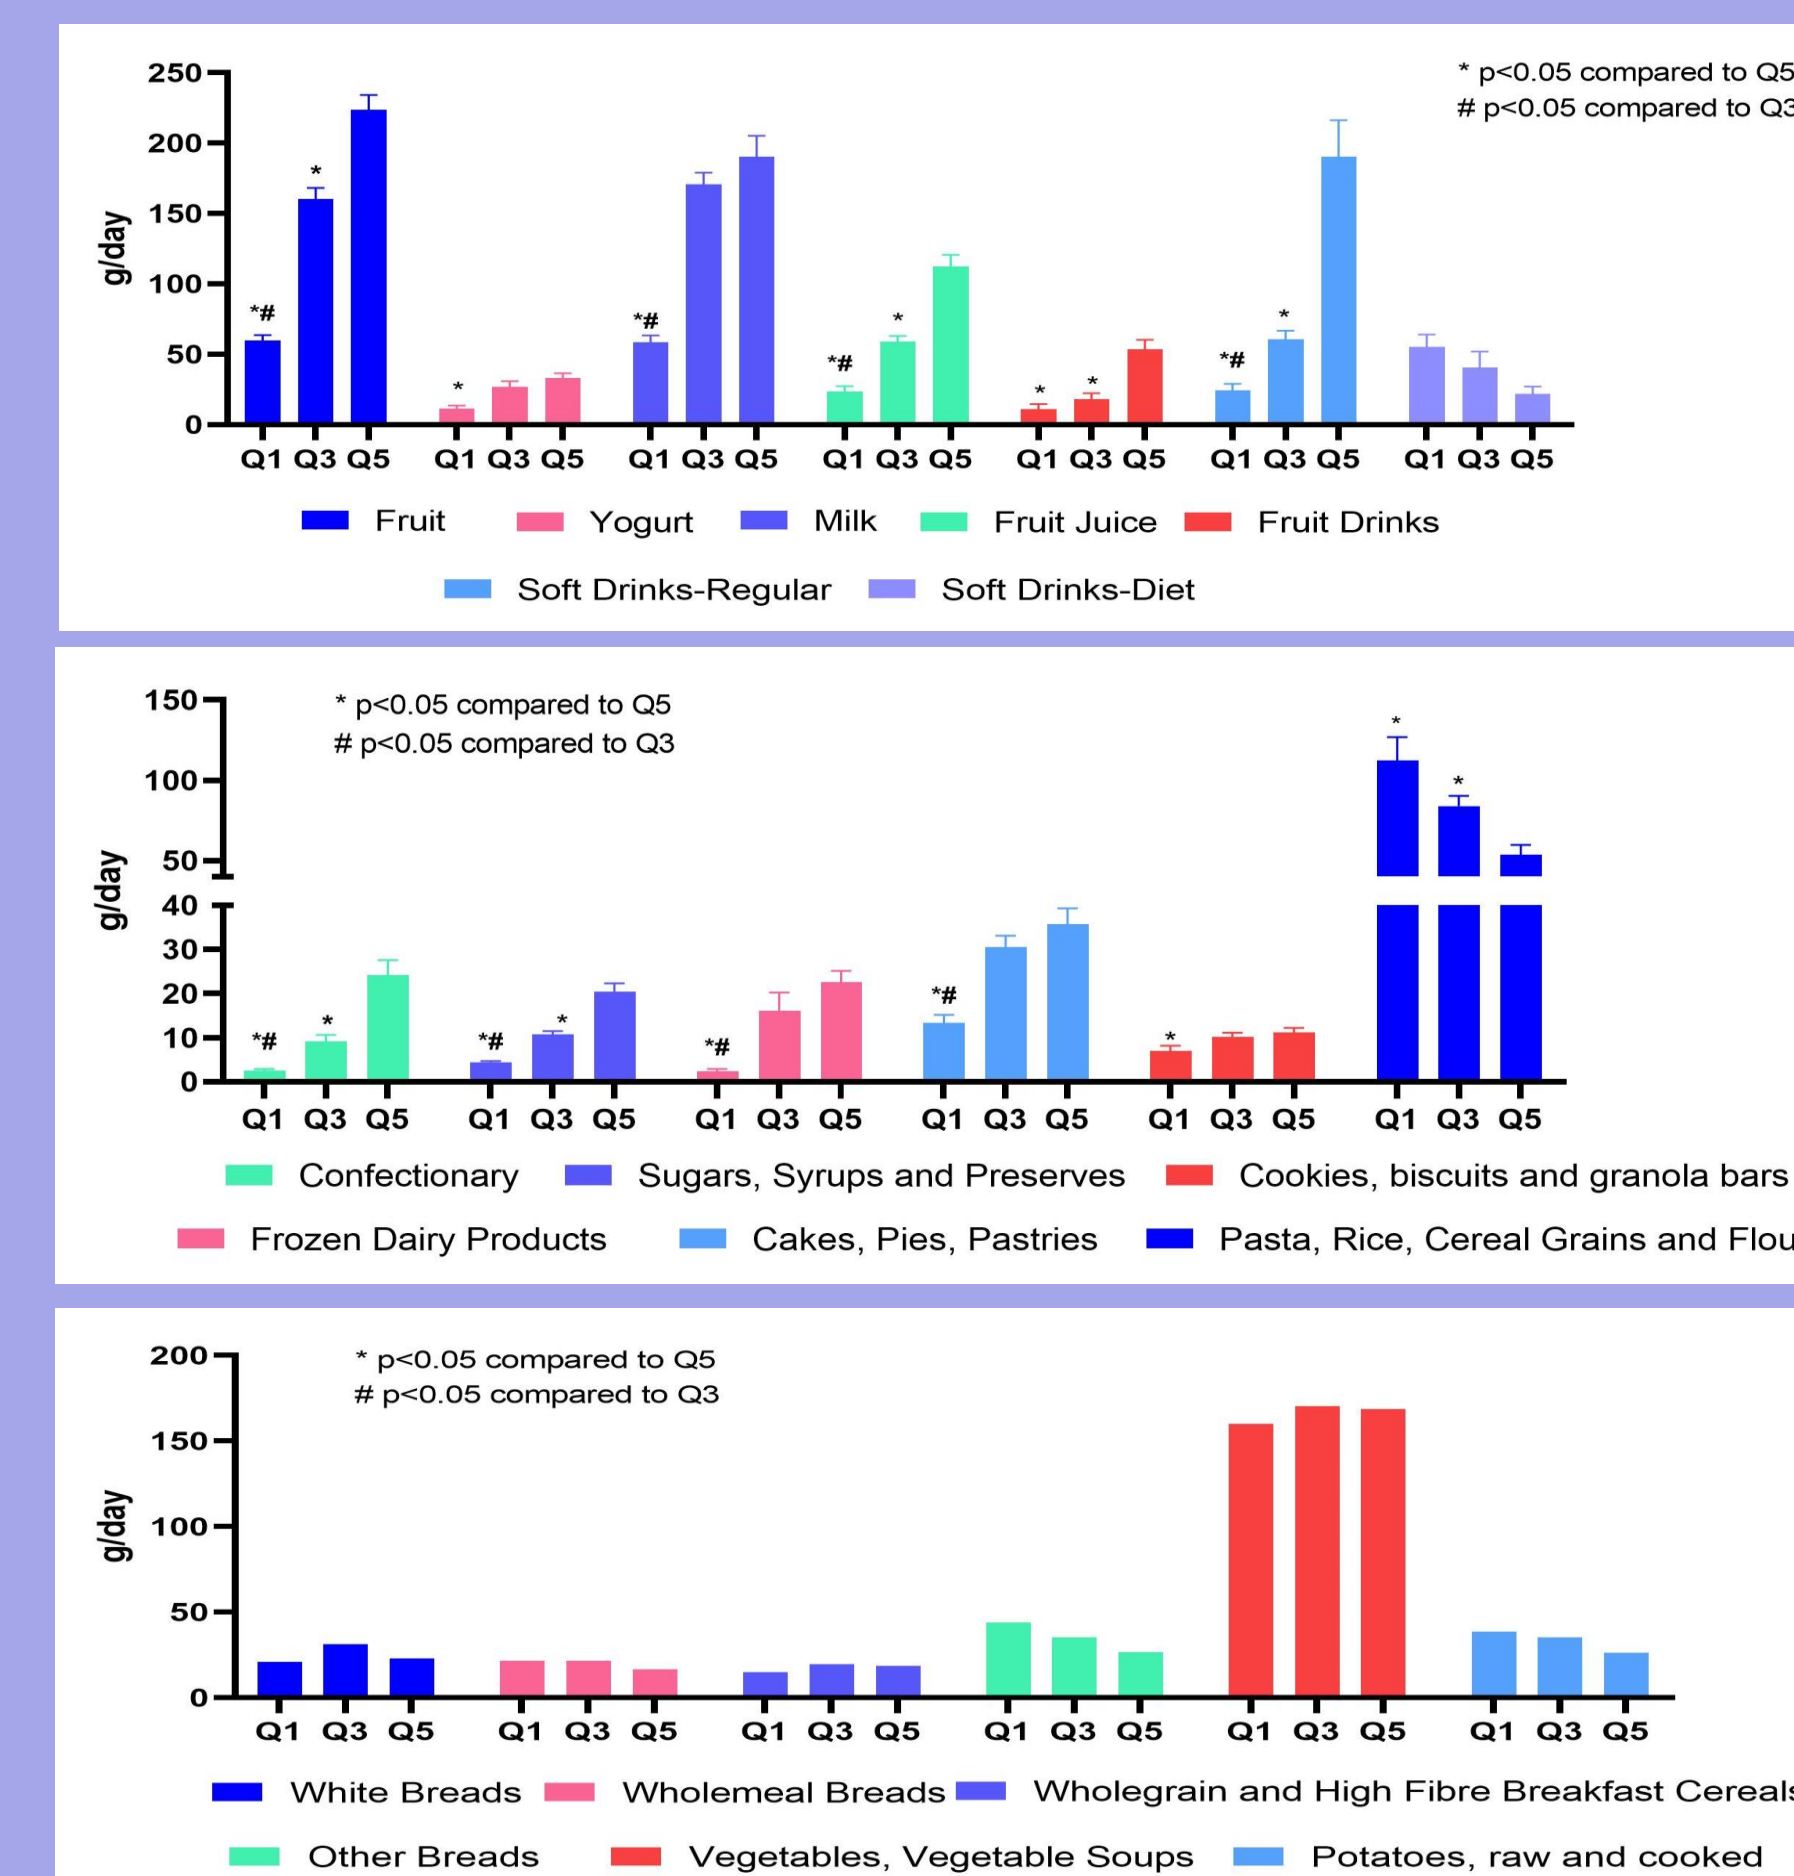 250
200
150
100
50
0
g/day
* p<0.05 compared to Q5
# p<0.05 compared to Q3
*# * * *# *# * * * *# *
Q1 Q3 Q5 Q1 Q3 Q5 Q1 Q3 Q5 Q1 Q3 Q5 Q1 Q3 Q5 Q1 Q3 Q5 Q1 Q3 Q5
Fruit Yogurt Milk Fruit Juice Fruit Drinks
Soft Drinks-Regular Soft Drinks-Diet
150
100
50
40
30
20
10
0
g/day
* p<0.05 compared to Q5
# p<0.05 compared to Q3
*# * *# * *# *# * * *
Q1 Q3 Q5 Q1 Q3 Q5 Q1 Q3 Q5 Q1 Q3 Q5 Q1 Q3 Q5 Q1 Q3 Q5
Confectionary Sugars, Syrups and Preserves Cookies, biscuits and granola bars
Frozen Dairy Products Cakes, Pies, Pastries Pasta, Rice, Cereal Grains and Flou
200
150
100
50
0
g/day
* p<0.05 compared to Q5
# p<0.05 compared to Q3
Q1 Q3 Q5 Q1 Q3 Q5 Q1 Q3 Q5 Q1 Q3 Q5 Q1 Q3 Q5 Q1 Q3 Q5
White Breads Wholemeal Breads Wholegrain and High Fibre Breakfast Cereals
Other Breads Vegetables, Vegetable Soups Potatoes, raw and cooked